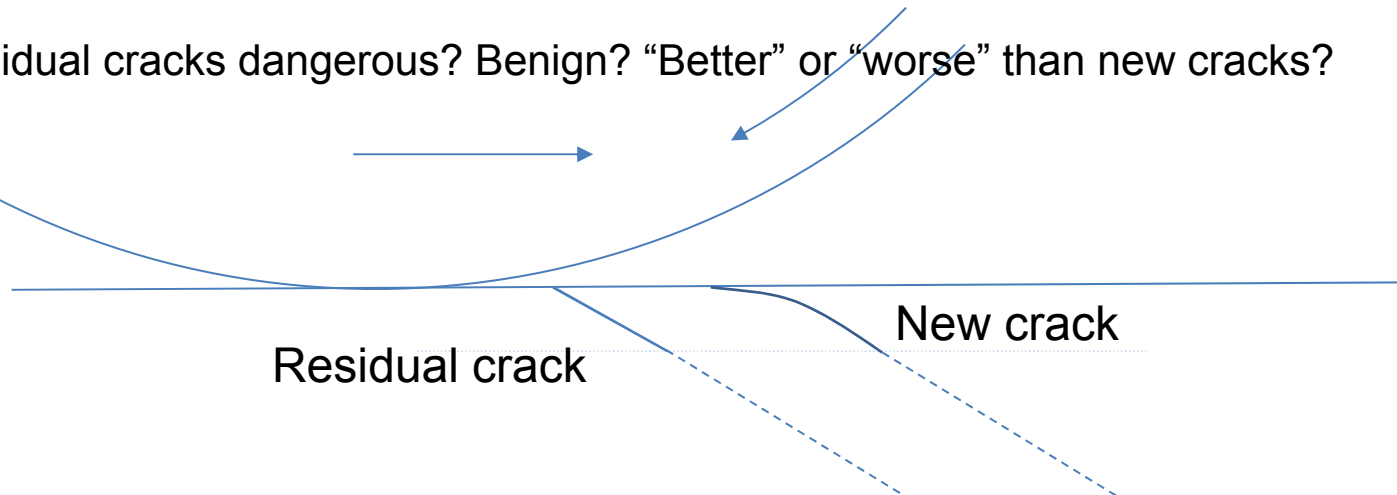 idual cracks dangerous? Benign? “Better” or “worse” than new cracks?
New crack
Residual crack